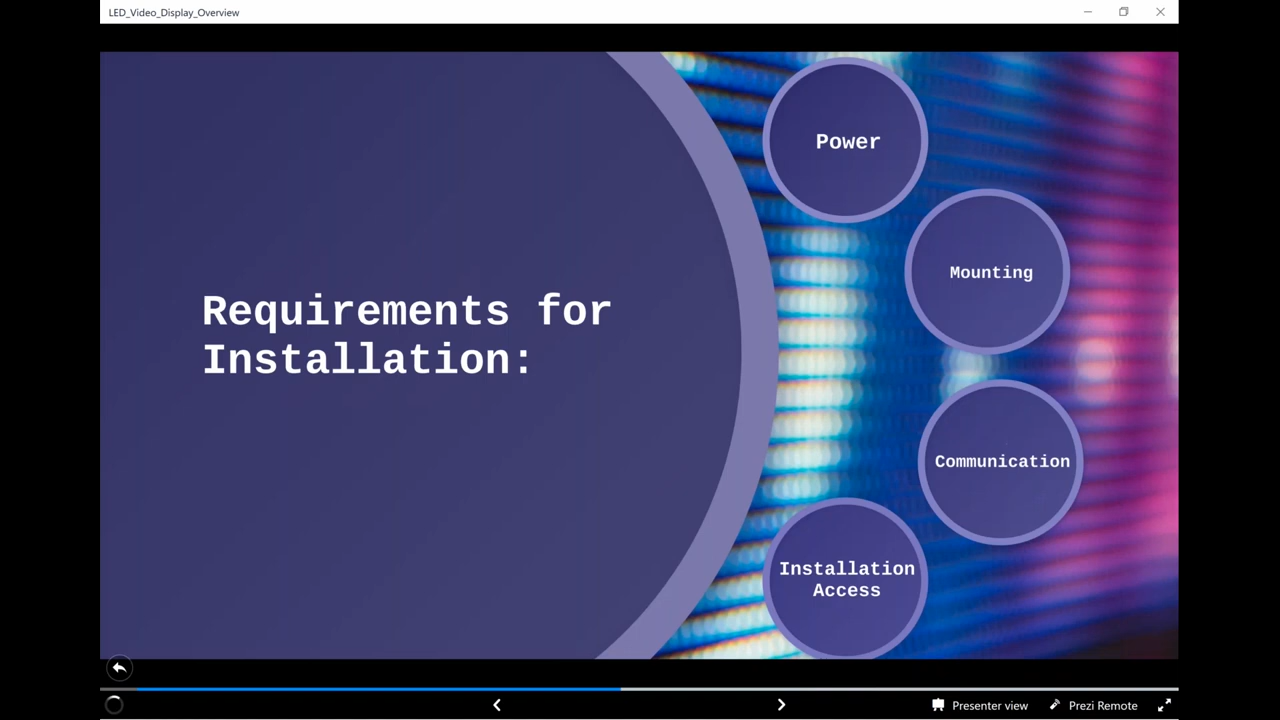 LED_Video_Display_Overview
Requirements for
Installation:
Power
Mounting
Communication
Installation
Access
Presenter view
Prezi Remote